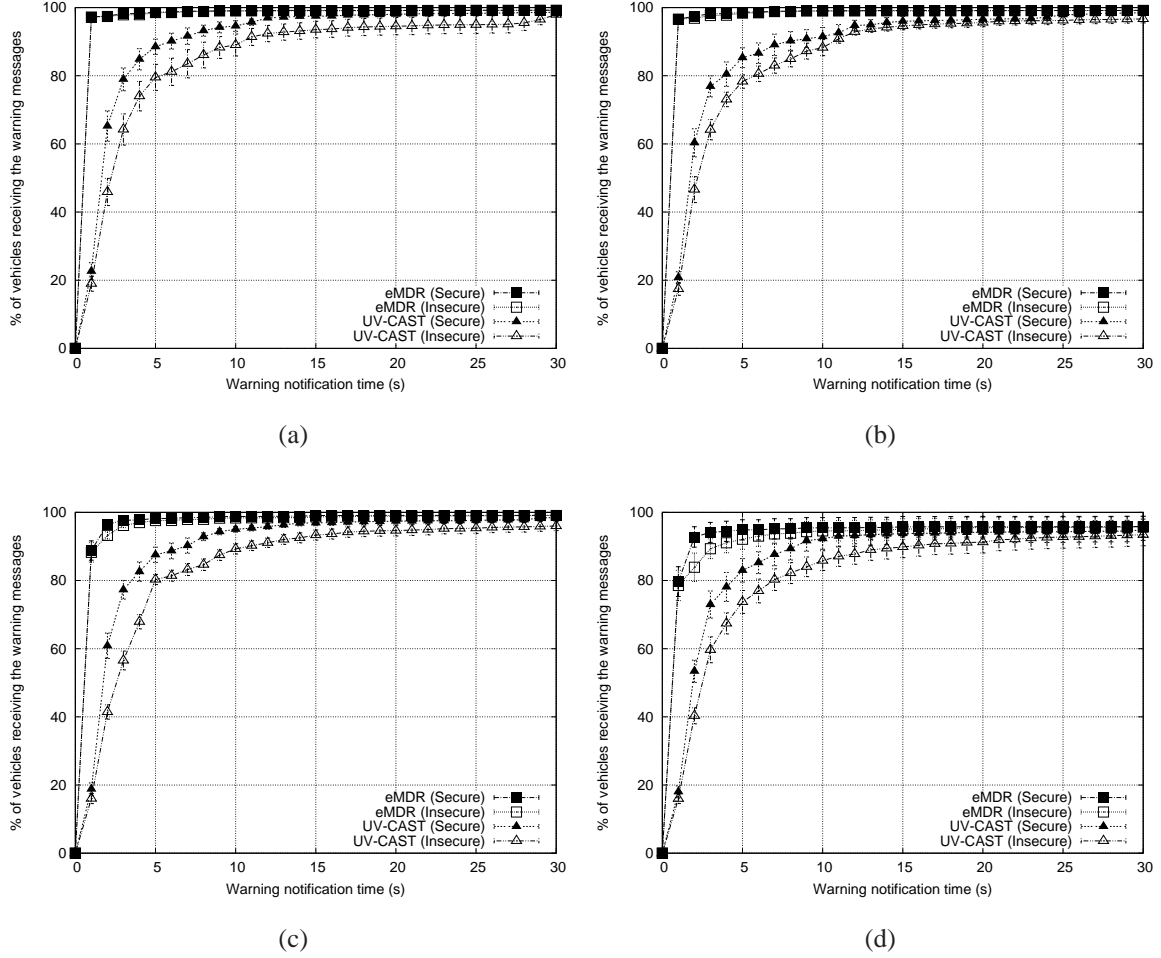 100
80
60
40
20
0
% of vehicles receiving the warning messages
eMDR (Secure)
eMDR (Insecure)
UV-CAST (Secure)
UV-CAST (Insecure)
0 5 10 15 20 25 30
Warning notification time (s)
(a)
100
80
60
40
20
0
% of vehicles receiving the warning messages
eMDR (Secure)
eMDR (Insecure)
UV-CAST (Secure)
UV-CAST (Insecure)
0 5 10 15 20 25 30
Warning notification time (s)
(b)
100
80
60
40
20
0
% of vehicles receiving the warning messages
eMDR (Secure)
eMDR (Insecure)
UV-CAST (Secure)
UV-CAST (Insecure)
0 5 10 15 20 25 30
Warning notification time (s)
(c)
100
80
60
40
20
0
% of vehicles receiving the warning messages
eMDR (Secure)
eMDR (Insecure)
UV-CAST (Secure)
UV-CAST (Insecure)
0 5 10 15 20 25 30
Warning notification time (s)
(d)